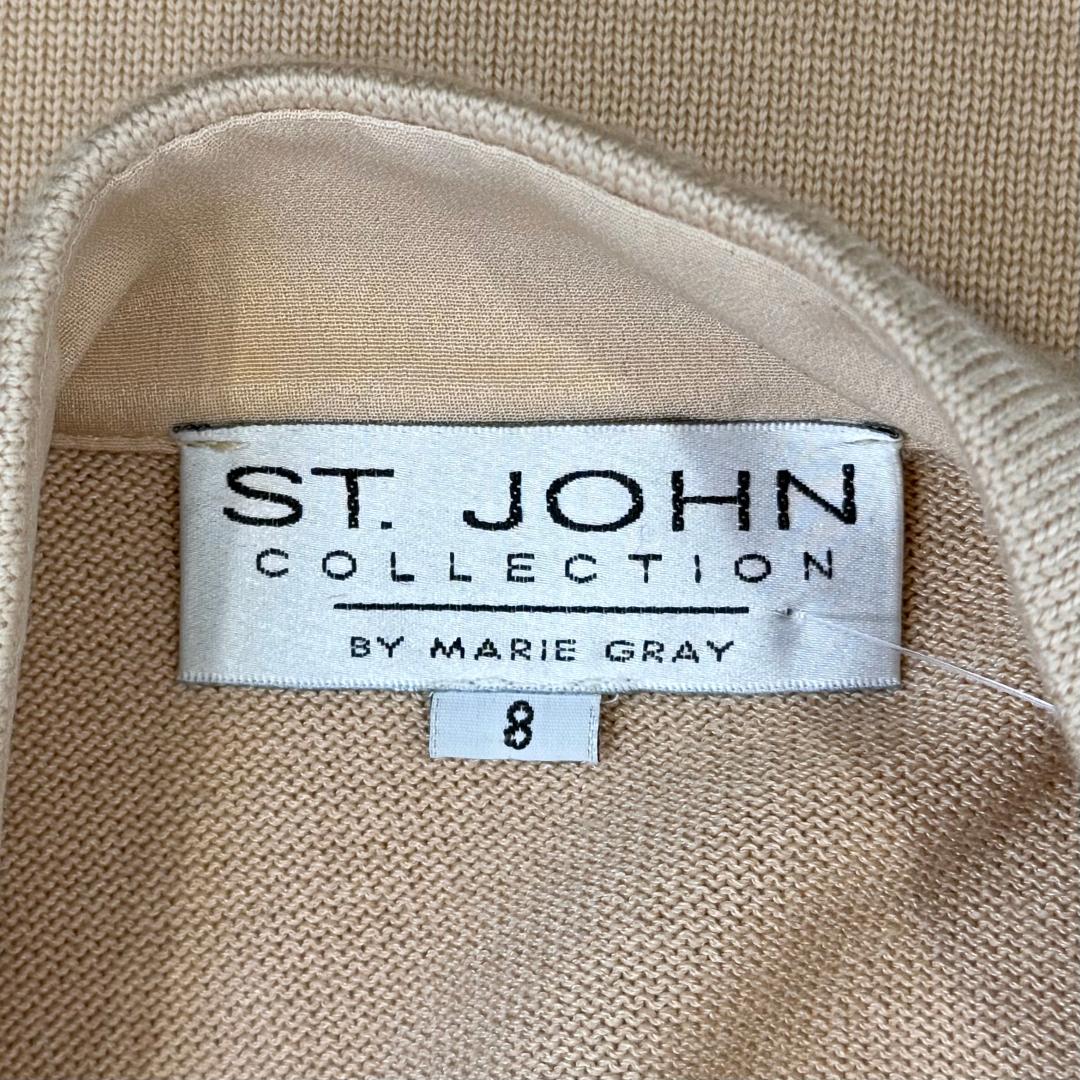 ST. JOHN
COLLECTION
BY MARIE GRAY
8